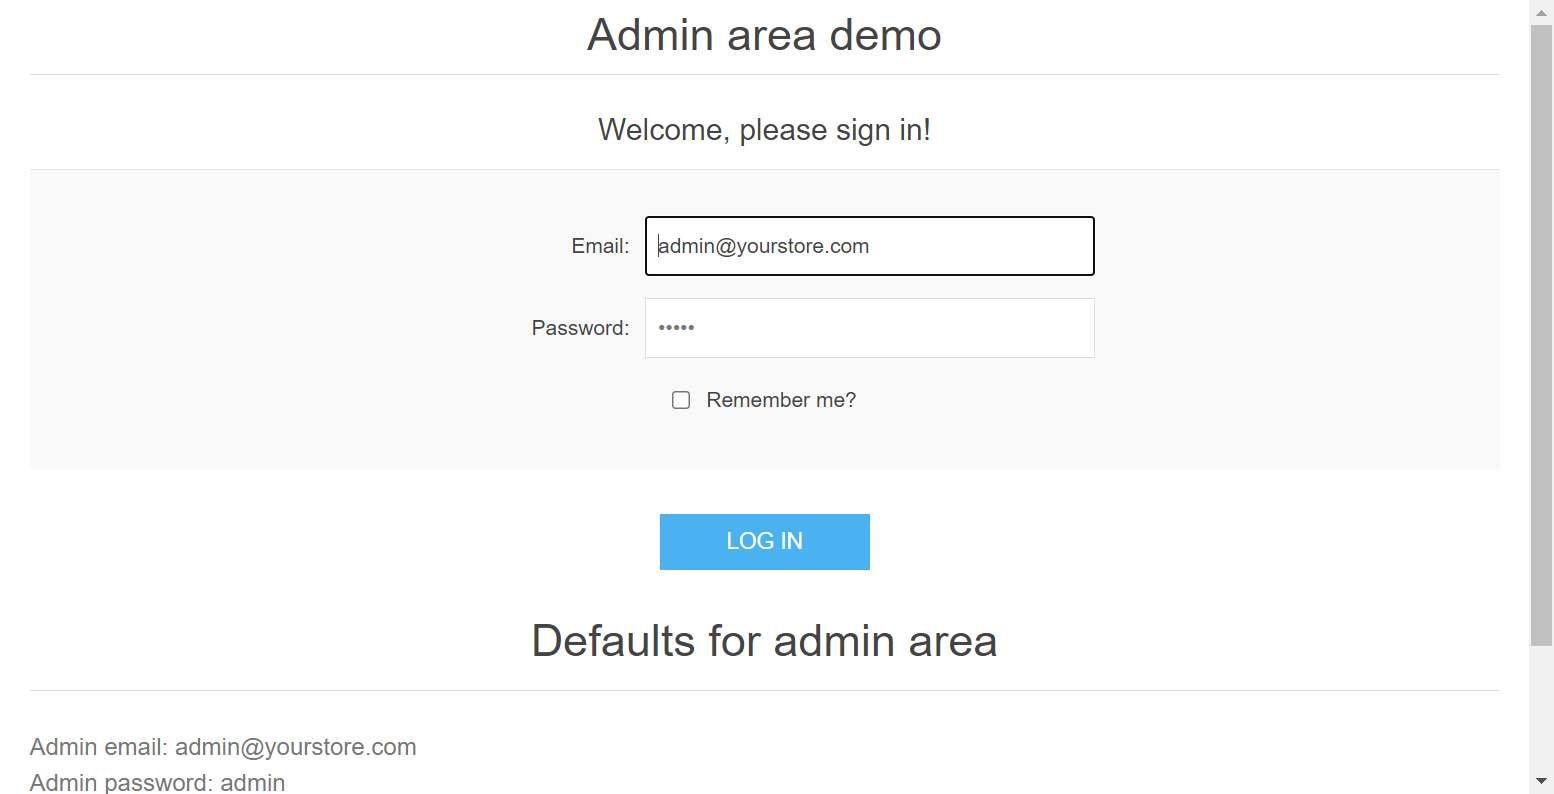 Admin area demo
Welcome, please sign in!
Email: admin@yourstore.com
Password: •••••
Remember me?
LOG IN
Defaults for admin area
Admin email: admin@yourstore.com
Admin password: admin